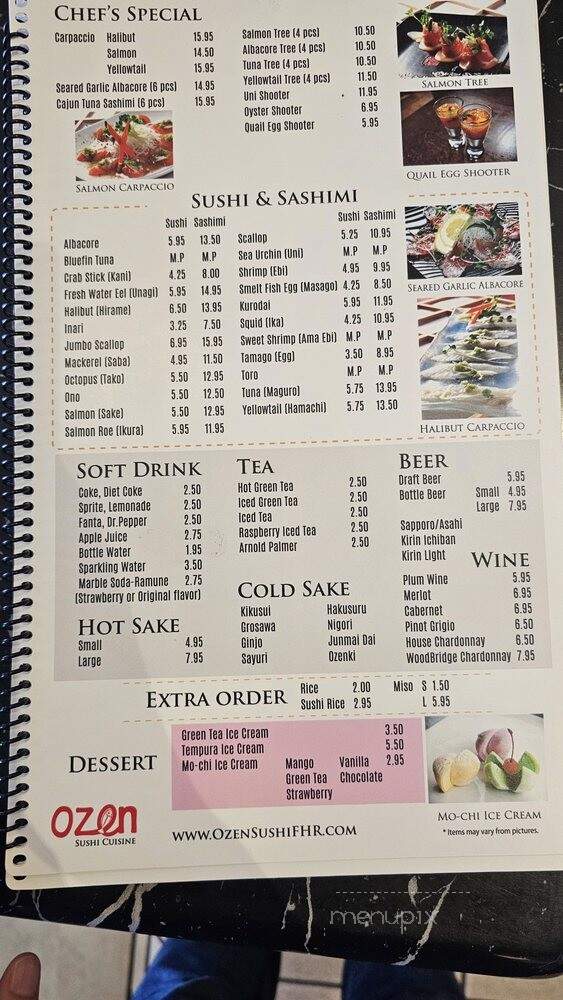 CHEF'S SPECIAL
Carpaccio Halibut 15.95
Salmon 14.50
Yellowtail 15.95
Seared Garlic Albacore (6 pcs) 14.95
Cajun Tuna Sashimi (6 pcs) 15.95
SALMON CARPACCIO
Salmon Tree (4 pcs) 10.50
Albacore Tree (4 pcs) 10.50
Tuna Tree (4 pcs) 10.50
Yellowtail Tree (4 pcs) 11.50
Uni Shooter 11.95
Oyster Shooter 6.95
Quail Egg Shooter 5.95
SALMON TREE
QUAIL EGG SHOOTER
SUSHI & SASHIMI
Sushi Sashimi
Albacore 5.95 13.50
Bluefin Tuna M.P M.P
Crab Stick (Kani) 4.25 8.00
Fresh Water Eel (Unagi) 5.95 14.95
Halibut (Hirame) 6.50 13.95
Inari 3.25 7.50
Jumbo Scallop 6.95 15.95
Mackerel (Saba) 4.95 11.50
Octopus (Tako) 5.50 12.95
Ono 5.50 12.50
Salmon (Sake) 5.50 12.95
Salmon Roe (Ikura) 5.95 11.95
Sushi Sashimi
Scallop 5.25 10.95
Sea Urchin (Uni) M.P M.P
Shrimp (Ebi) 4.95 9.95
Smelt Fish Egg (Masago) 4.25 8.50
Kurodai 5.95 11.95
Squid (Ika) 4.25 10.95
Sweet Shrimp (Ama Ebi) M.P M.P
Tamago (Egg) 3.50 8.95
Toro M.P M.P
Tuna (Maguro) 5.75 13.95
Yellowtail (Hamachi) 5.75 13.50
SEARED GARLIC ALBACORE
HALIBUT CARPACCIO
SOFT DRINK
Coke, Diet Coke 2.50
Sprite, Lemonade 2.50
Fanta, Dr.Pepper 2.50
Apple Juice 2.75
Bottle Water 1.95
Sparkling Water 3.50
Marble Soda-Ramune 2.75
(Strawberry or Original flavor)
HOT SAKE
Small 4.95
Large 7.95
TEA
Hot Green Tea 2.50
Iced Green Tea 2.50
Iced Tea 2.50
Raspberry Iced Tea 2.50
Arnold Palmer 2.50
COLD SAKE
Kikusui Hakusuru
Grosawa Nigori
Ginjo Junmai Dai
Sayuri Ozenki
BEER
Draft Beer 5.95
Bottle Beer Small 4.95
Large 7.95
Sapporo/Asahi
Kirin Ichiban
Kirin Light
WINE
Plum Wine 5.95
Merlot 6.95
Cabernet 6.95
Pinot Grigio 6.50
House Chardonnay 6.50
WoodBridge Chardonnay 7.95
EXTRA ORDER
Rice 2.00 Miso S 1.50
Sushi Rice 2.95 L 5.95
DESSERT
Green Tea Ice Cream 3.50
Tempura Ice Cream 5.50
Mo-chi Ice Cream Mango Vanilla 2.95
Green Tea Chocolate
Strawberry
MO-CHI ICE CREAM
* Items may vary from pictures.
ozen
SUSHI CUISINE
WWW.OZENSUSHIFHR.COM
menupix